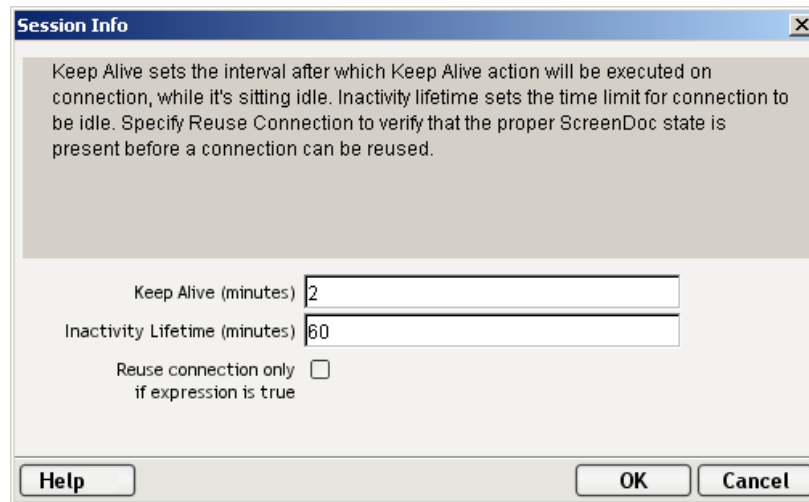 Session Info
Keep Alive sets the interval after which Keep Alive action will be executed on
connection, while it's sitting idle. Inactivity lifetime sets the time limit for connection to
be idle. Specify Reuse Connection to verify that the proper ScreenDoc state is
present before a connection can be reused.
Keep Alive (minutes) 2
Inactivity Lifetime (minutes) 60
Reuse connection only
if expression is true
Help OK Cancel